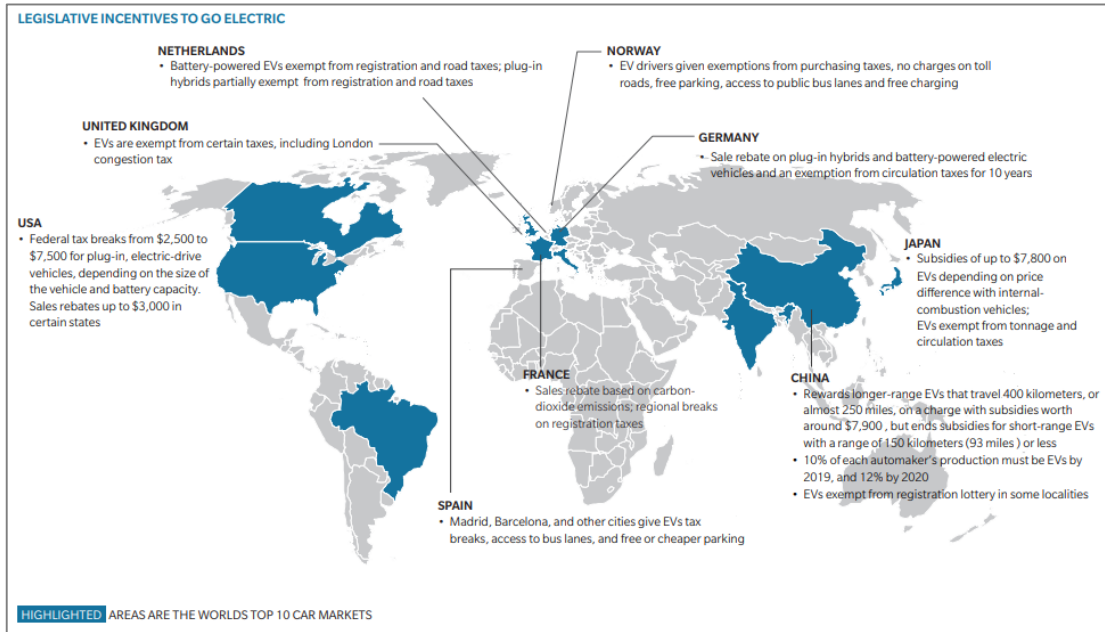 LEGISLATIVE INCENTIVES TO GO ELECTRIC
NETHERLANDS
• Battery-powered EVs exempt from registration and road taxes; plug-in
hybrids partially exempt from registration and road taxes
NORWAY
• EV drivers given exemptions from purchasing taxes, no charges on toll
roads, free parking, access to public bus lanes and free charging
UNITED KINGDOM
• EVs are exempt from certain taxes, including London
congestion tax
GERMANY
• Sale rebate on plug-in hybrids and battery-powered electric
vehicles and an exemption from circulation taxes for 10 years
USA
• Federal tax breaks from $2,500 to
$7,500 for plug-in, electric-drive
vehicles, depending on the size of
the vehicle and battery capacity.
Sales rebates up to $3,000 in
certain states
JAPAN
• Subsidies of up to $7,800 on
EVs depending on price
difference with internal-
combustion vehicles;
EVs exempt from tonnage and
circulation taxes
FRANCE
• Sales rebate based on carbon-
dioxide emissions; regional breaks
on registration taxes
CHINA
• Rewards longer-range EVs that travel 400 kilometers, or
almost 250 miles, on a charge with subsidies worth
around $7,900 , but ends subsidies for short-range EVs
with a range of 150 kilometers (93 miles ) or less
• 10% of each automaker's production must be EVs by
2019, and 12% by 2020
• EVs exempt from registration lottery in some localities
SPAIN
• Madrid, Barcelona, and other cities give EVs tax
breaks, access to bus lanes, and free or cheaper parking
HIGHLIGHTED AREAS ARE THE WORLDS TOP 10 CAR MARKETS